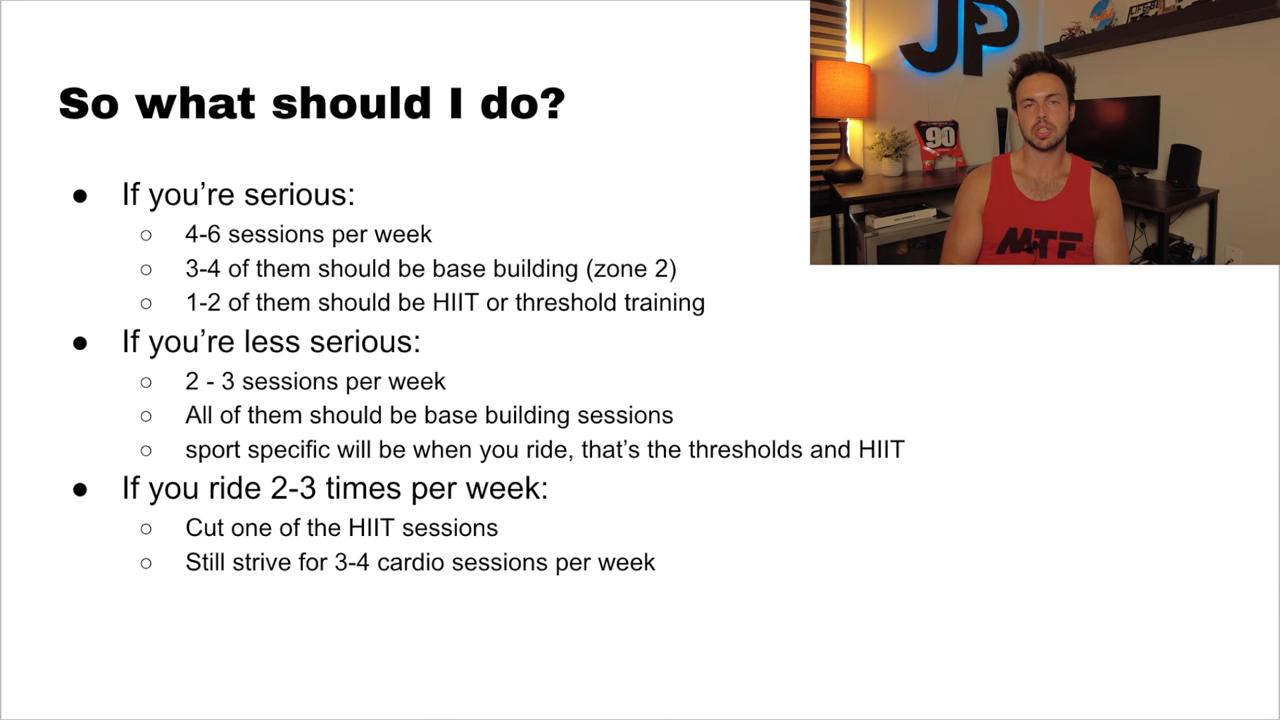 So what should I do?
● If you’re serious:
○ 4-6 sessions per week
○ 3-4 of them should be base building (zone 2)
○ 1-2 of them should be HIIT or threshold training
● If you’re less serious:
○ 2 - 3 sessions per week
○ All of them should be base building sessions
○ sport specific will be when you ride, that’s the thresholds and HIIT
● If you ride 2-3 times per week:
○ Cut one of the HIIT sessions
○ Still strive for 3-4 cardio sessions per week
JP
90
MTF